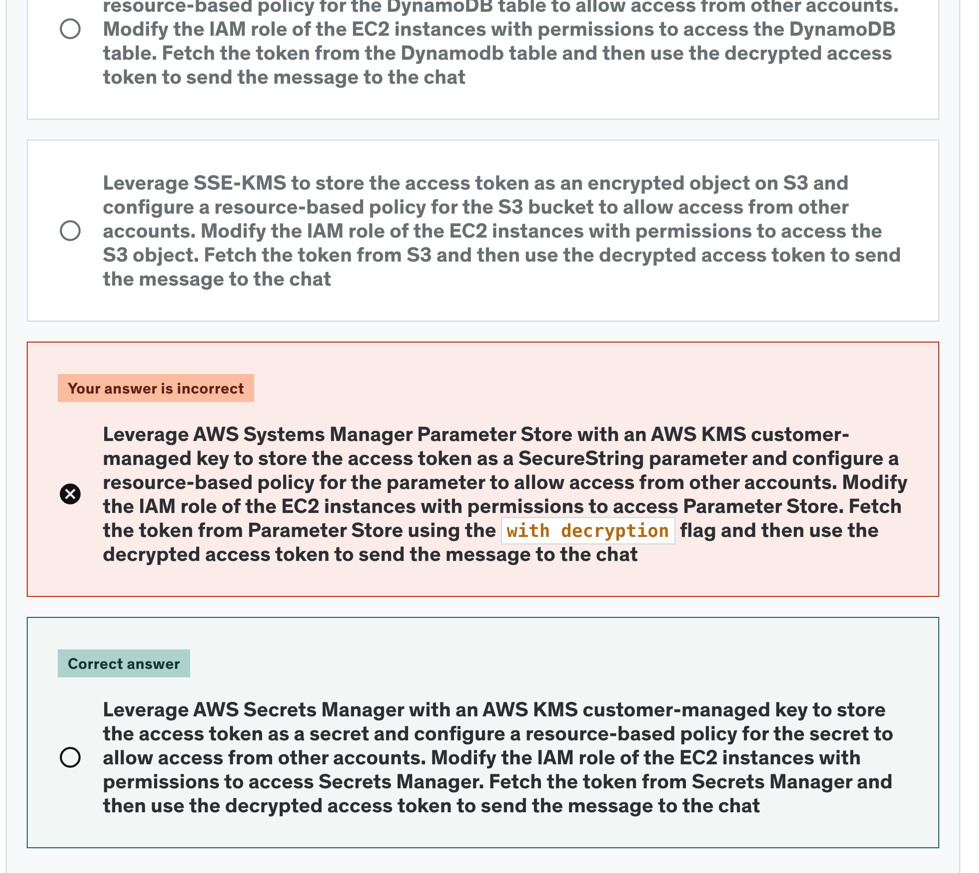 resource-based policy for the DynamoDB table to allow access from other accounts.
Modify the IAM role of the EC2 instances with permissions to access the DynamoDB
table. Fetch the token from the Dynamodb table and then use the decrypted access
token to send the message to the chat
Leverage SSE-KMS to store the access token as an encrypted object on S3 and
configure a resource-based policy for the S3 bucket to allow access from other
accounts. Modify the IAM role of the EC2 instances with permissions to access the
S3 object. Fetch the token from S3 and then use the decrypted access token to send
the message to the chat
Your answer is incorrect
Leverage AWS Systems Manager Parameter Store with an AWS KMS customer-
managed key to store the access token as a SecureString parameter and configure a
resource-based policy for the parameter to allow access from other accounts. Modify
the IAM role of the EC2 instances with permissions to access Parameter Store. Fetch
the token from Parameter Store using the with decryption flag and then use the
decrypted access token to send the message to the chat
Correct answer
Leverage AWS Secrets Manager with an AWS KMS customer-managed key to store
the access token as a secret and configure a resource-based policy for the secret to
allow access from other accounts. Modify the IAM role of the EC2 instances with
permissions to access Secrets Manager. Fetch the token from Secrets Manager and
then use the decrypted access token to send the message to the chat